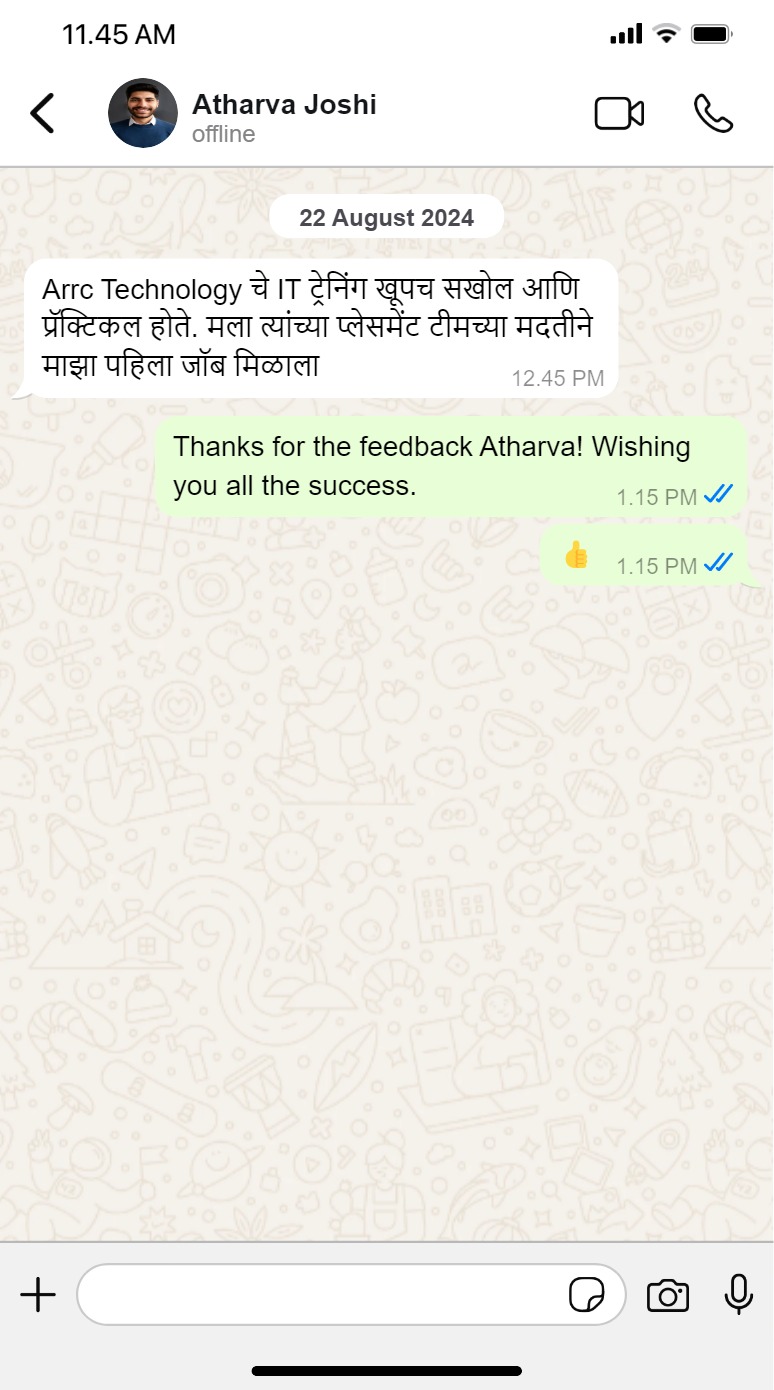 11.45 AM
Atharva Joshi
offline
22 August 2024
Arrc Technology चे IT ट्रेनिंग खूपच सखोल आणि
प्रॅक्टिकल होते. मला त्यांच्या प्लेसमेंट टीमच्या मदतीने
माझा पहिला जॉब मिळाला
12.45 PM
Thanks for the feedback Atharva! Wishing
you all the success.
1.15 PM
👍 1.15 PM